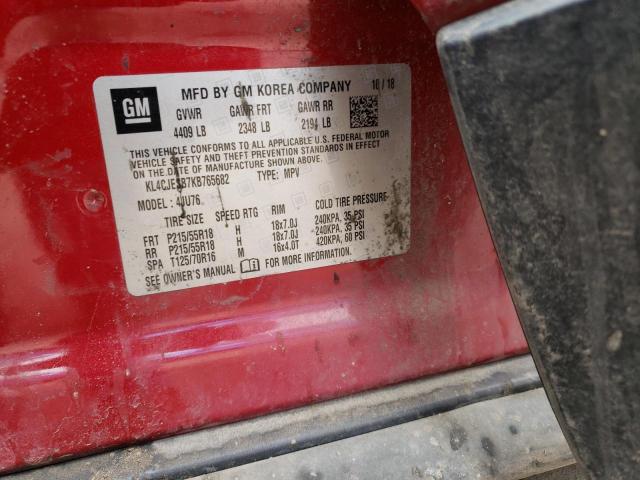 GM
MFD BY GM KOREA COMPANY 10/18
GVWR GAWR FRT GAWR RR
4409 LB 2348 LB 2194 LB
THIS VEHICLE CONFORMS TO ALL APPLICABLE U.S. FEDERAL MOTOR
VEHICLE SAFETY AND THEFT PREVENTION STANDARDS IN EFFECT
ON THE DATE OF MANUFACTURE SHOWN ABOVE.
TYPE: MPV
MODEL: 4JU76
TIRE SIZE SPEED RTG RIM COLD TIRE PRESSURE
FRT P215/55R18 H 18x7.0J 240KPA, 35 PSI
RR P215/55R18 H 18x7.0J 240KPA, 35 PSI
SPA T125/70R16 M 16x4.0T 420KPA, 60 PSI
SEE OWNER'S MANUAL FOR MORE INFORMATION